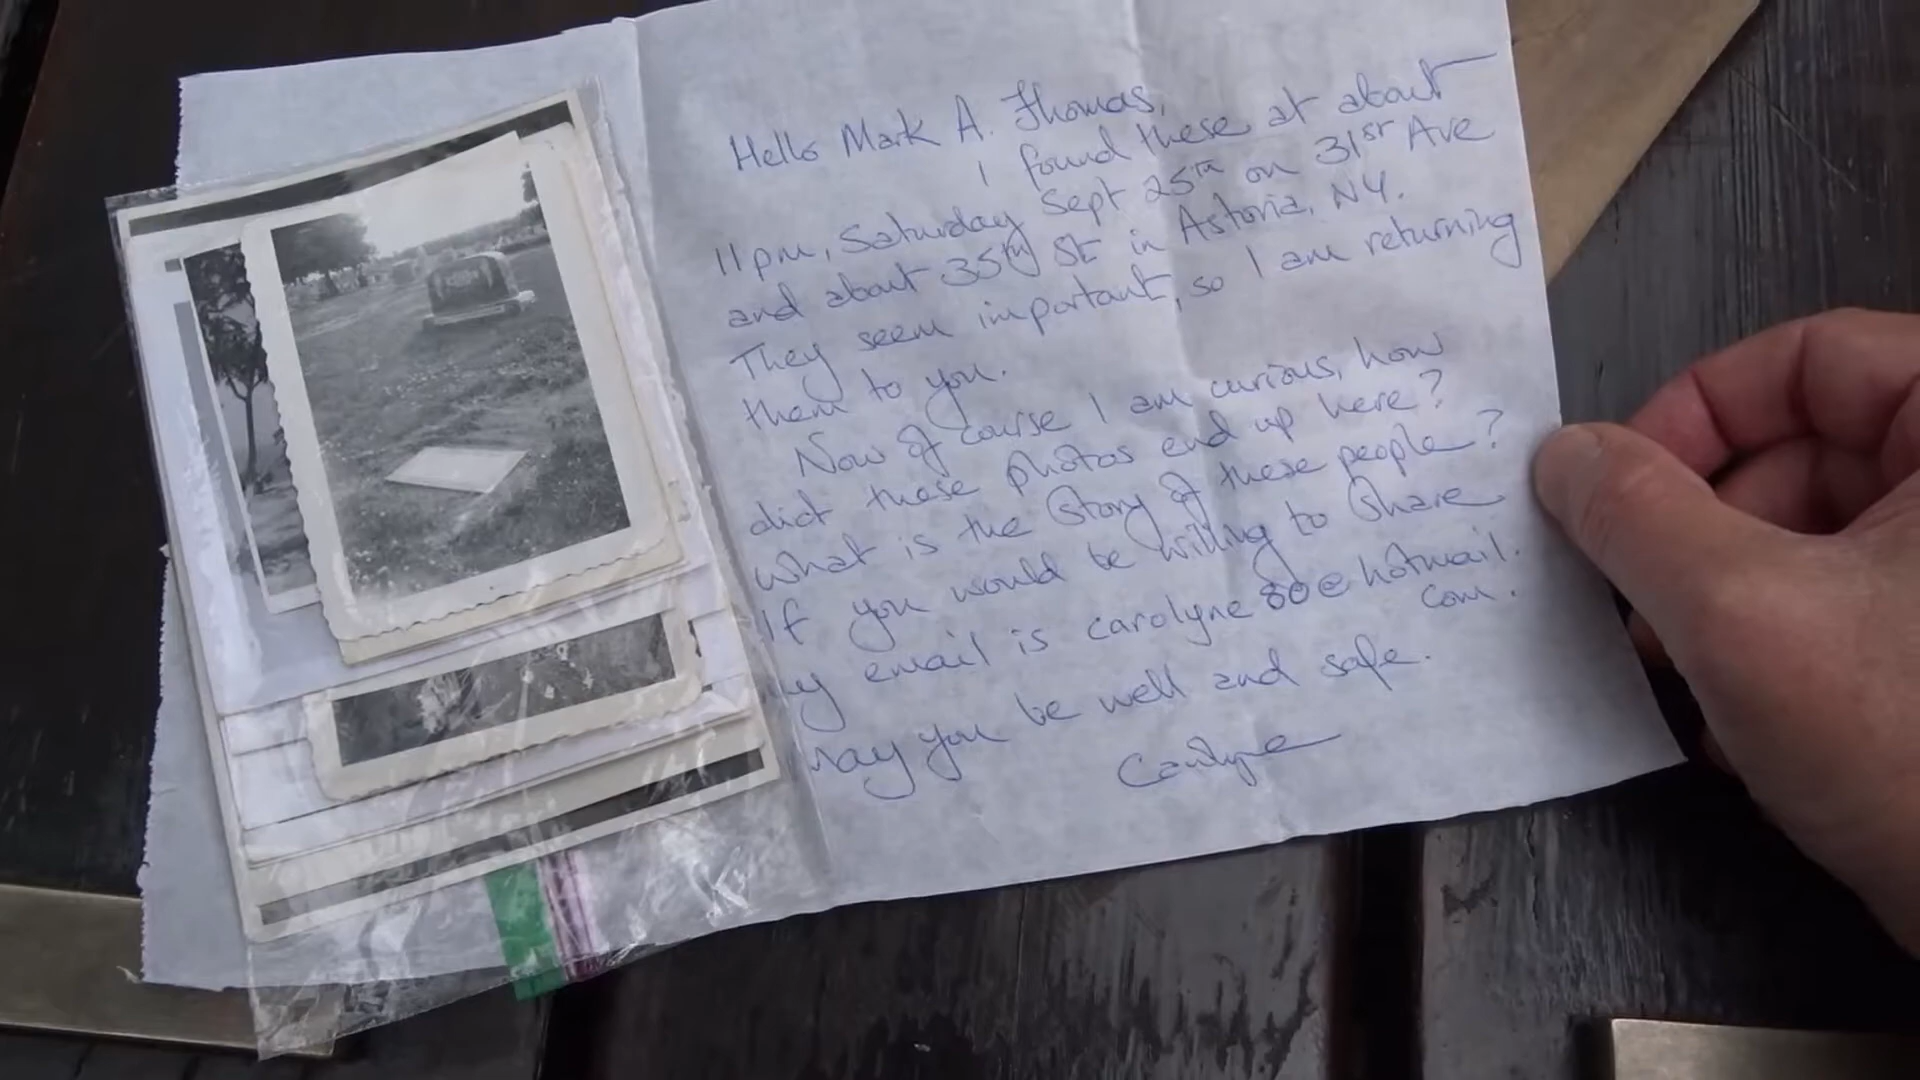 Hello Mark A. Thomas,
I found these at about
11pm, Saturday Sept 25th on 31st Ave
and about 35th St in Astoria, NY.
They seem important, so I am returning
them to you.
Now of course I am curious, how
did these photos end up here?
What is the Story of these people?
If you would be willing to Share
y email is carolyne80@hotmail.
com.
ay you be well and safe.
Carolyne